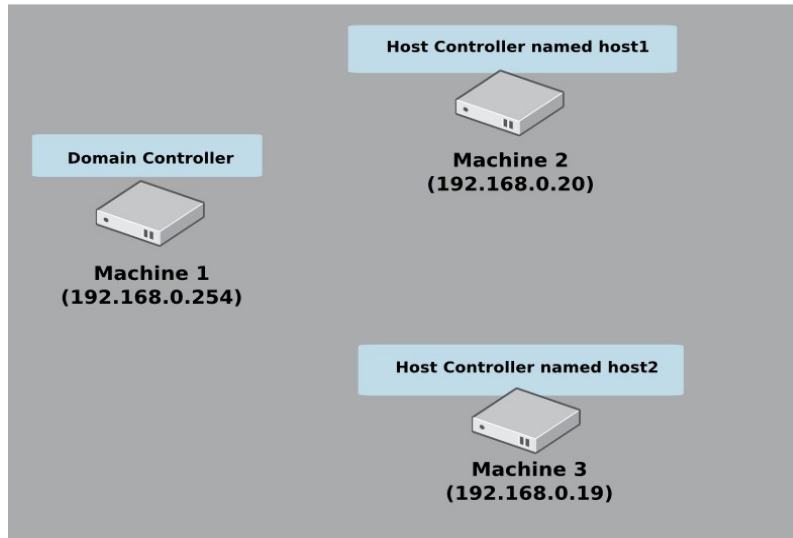 Host Controller named host1
Machine 2
(192.168.0.20)
Domain Controller
Machine 1
(192.168.0.254)
Host Controller named host2
Machine 3
(192.168.0.19)